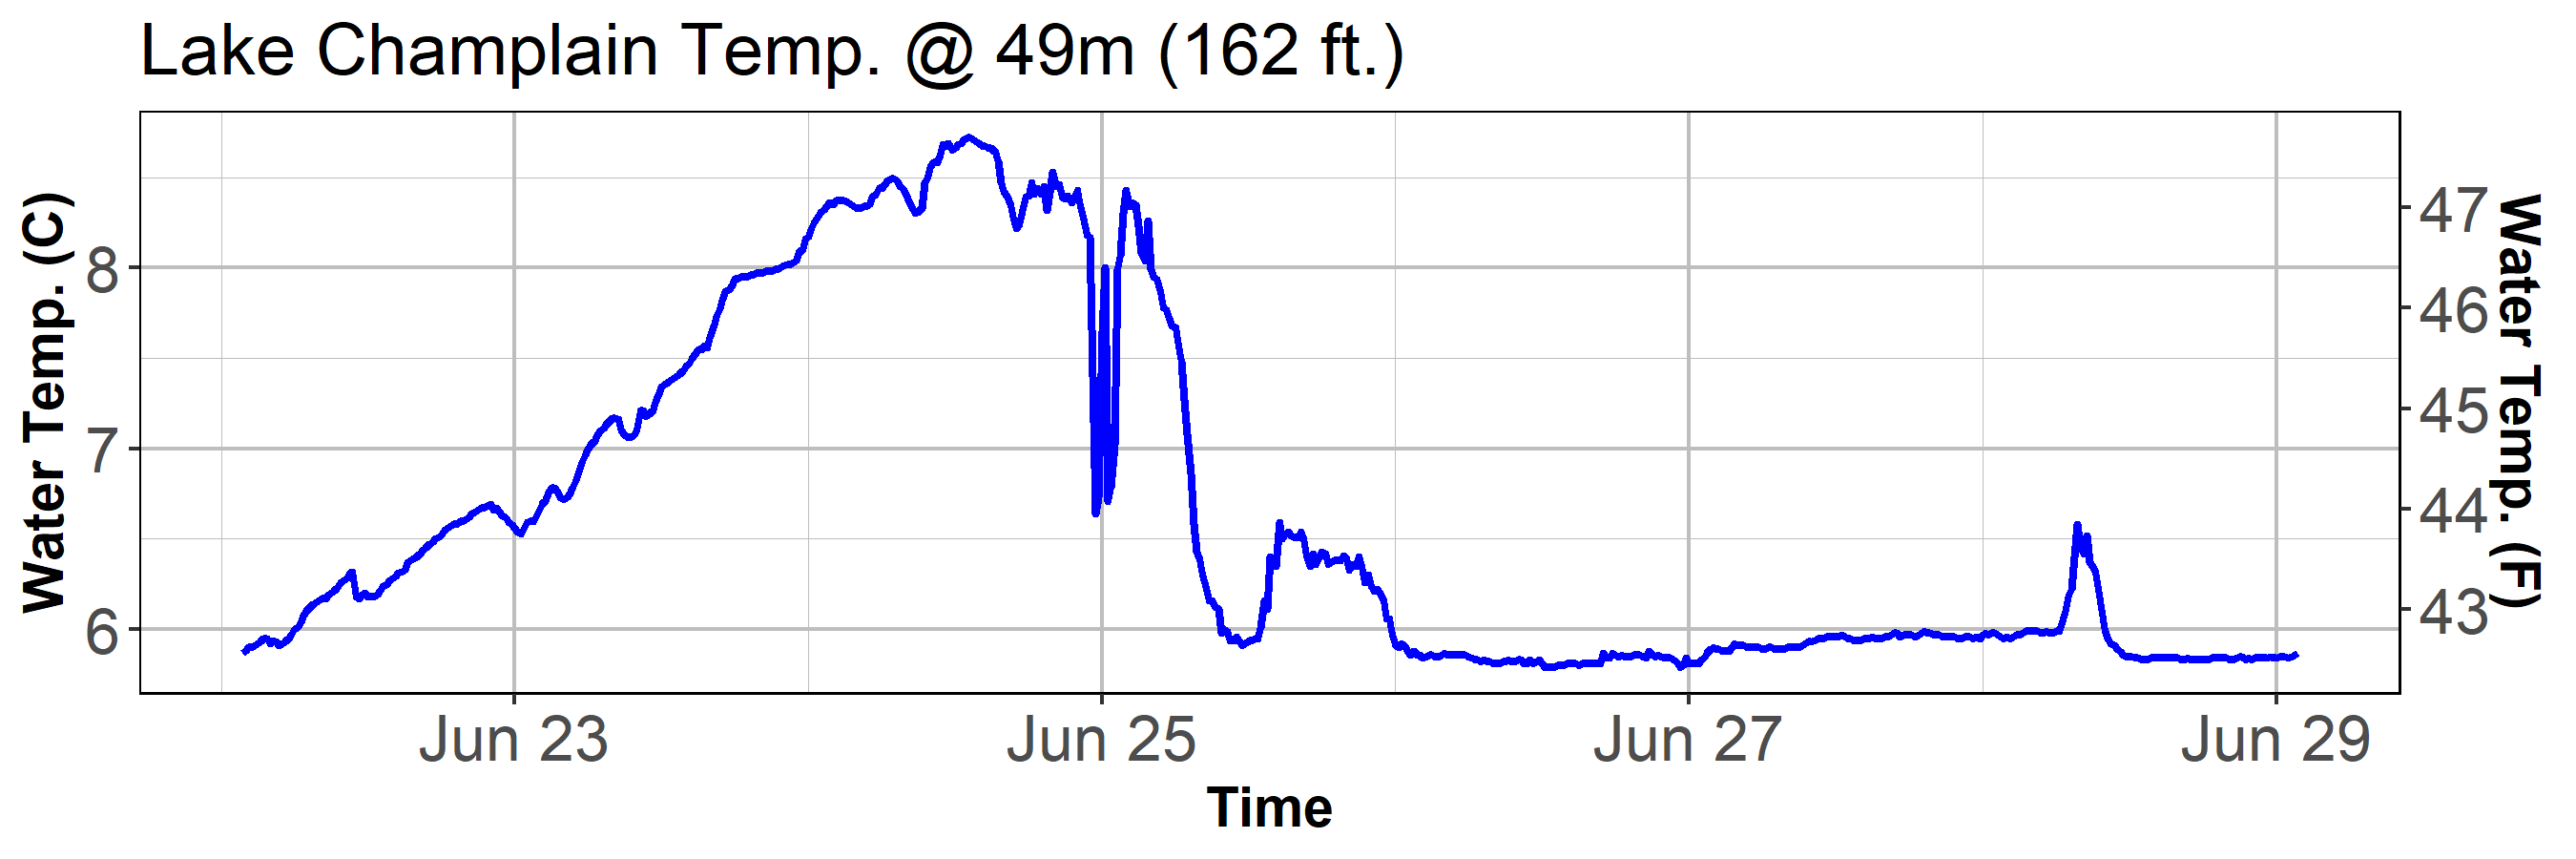 Lake Champlain Temp. @ 49m (162 ft.)
Water Temp. (C)
8
7
6
47
46
45
44
43
Water Temp. (F)
Jun 23 Jun 25 Jun 27 Jun 29
Time